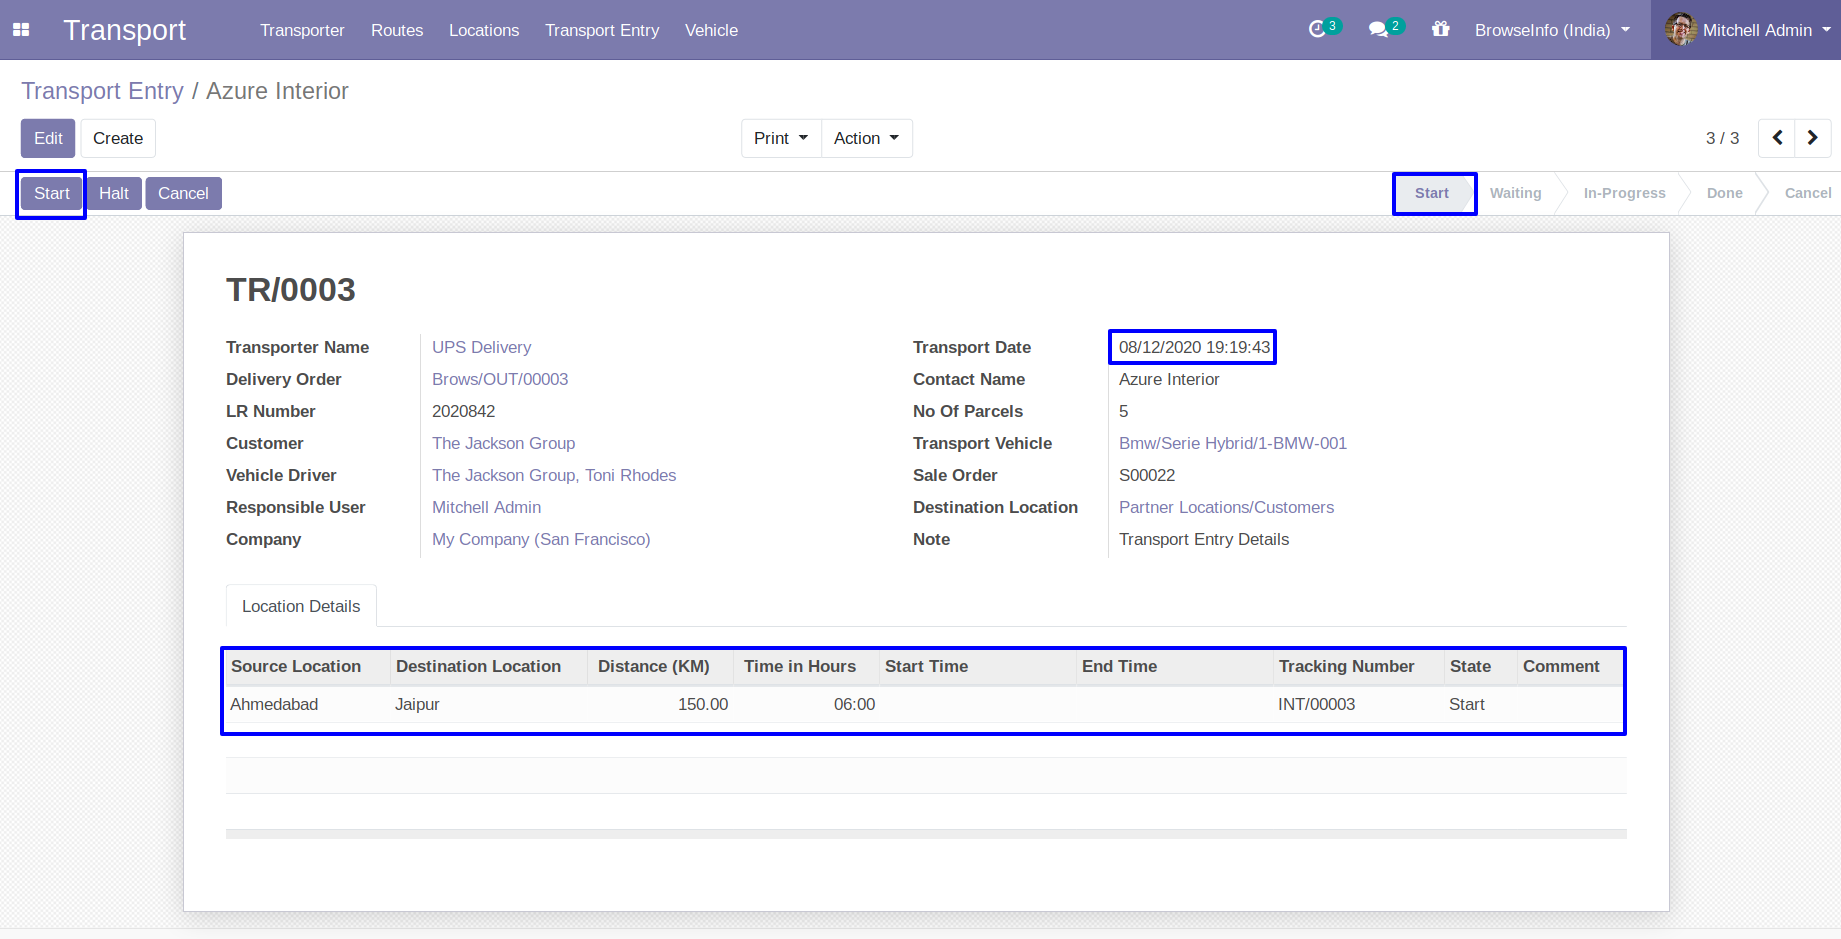 Transport Transporter Routes Locations Transport Entry Vehicle 3 2 BrowseInfo (India) Mitchell Admin
Transport Entry / Azure Interior
Edit Create Print Action 3 / 3
Start Halt Cancel Start Waiting In-Progress Done Cancel
TR/0003
Transporter Name UPS Delivery Transport Date 08/12/2020 19:19:43
Delivery Order Brows/OUT/00003 Contact Name Azure Interior
LR Number 2020842 No Of Parcels 5
Customer The Jackson Group Transport Vehicle Bmw/Serie Hybrid/1-BMW-001
Vehicle Driver The Jackson Group, Toni Rhodes Sale Order S00022
Responsible User Mitchell Admin Destination Location Partner Locations/Customers
Company My Company (San Francisco) Note Transport Entry Details
Location Details
Source Location Destination Location Distance (KM) Time in Hours Start Time End Time Tracking Number State Comment
Ahmedabad Jaipur 150.00 06:00 INT/00003 Start